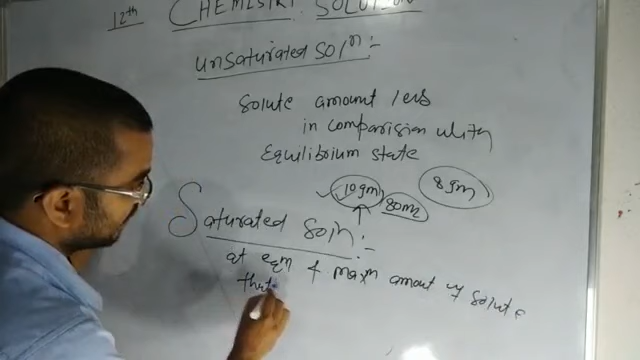 12th CHEMISTRY SOLUTION
Unsaturated Soln:-
Solute amount less
in comparision with
Equilibrium state
10gm 80ml 8gm
Saturated Soln:-
at eqm & maxm amount of solute
that